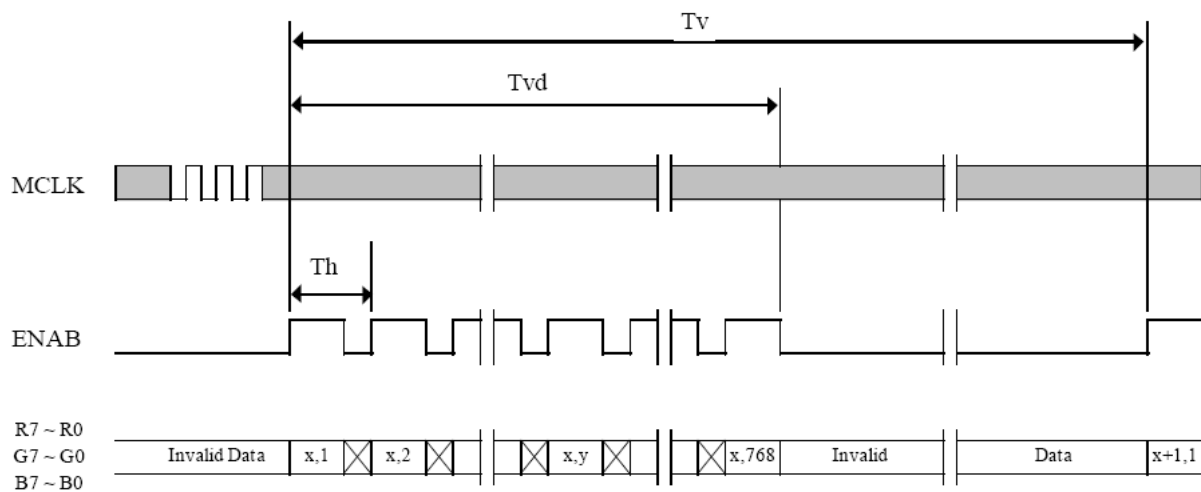 Tv
Tvd
MCLK
Th
ENAB
R7 ~ R0
G7 ~ G0
B7 ~ B0
Invalid Data x,1 x,2 x,y x,768 Invalid Data x+1,1